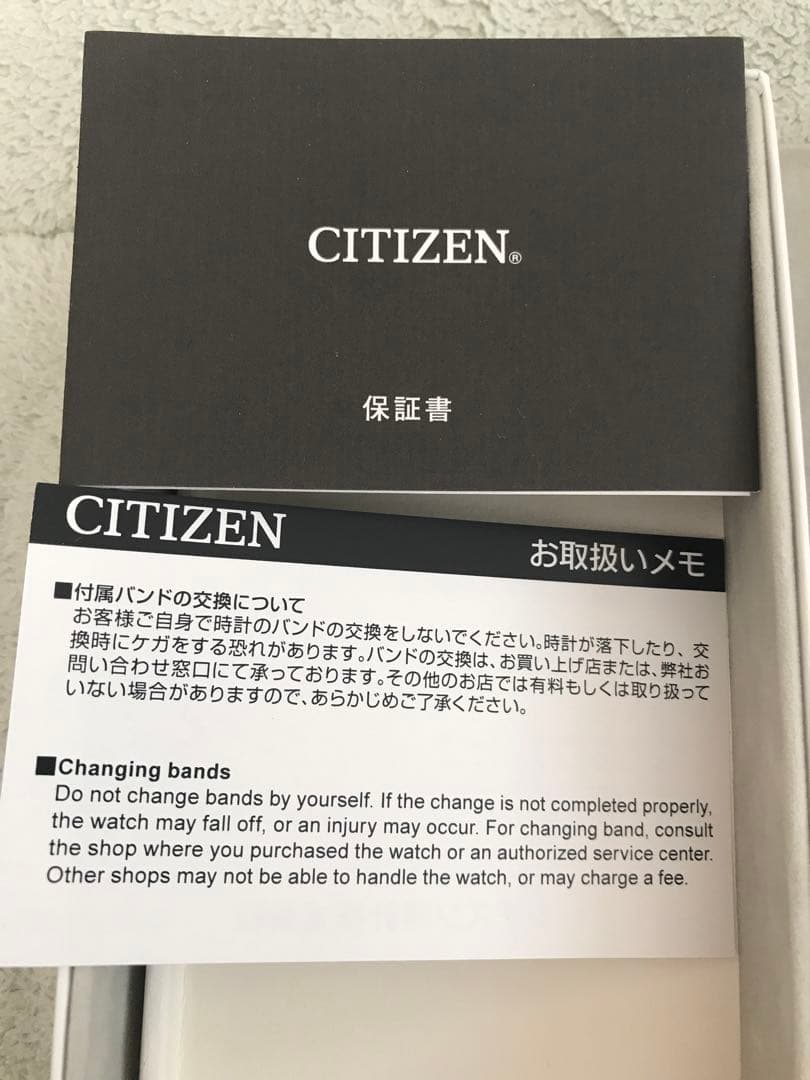 CITIZEN®
保証書
CITIZEN
お取扱いメモ
■付属バンドの交換について
お客様ご自身で時計のバンドの交換をしないでください。時計が落下したり、交
換時にケガをする恐れがあります。バンドの交換は、お買い上げ店または、弊社お
問い合わせ窓口にて承っております。その他のお店では有料もしくは取り扱って
いない場合がありますので、あらかじめご了承ください。
■Changing bands
Do not change bands by yourself. If the change is not completed properly,
the watch may fall off, or an injury may occur. For changing band, consult
the shop where you purchased the watch or an authorized service center.
Other shops may not be able to handle the watch, or may charge a fee.